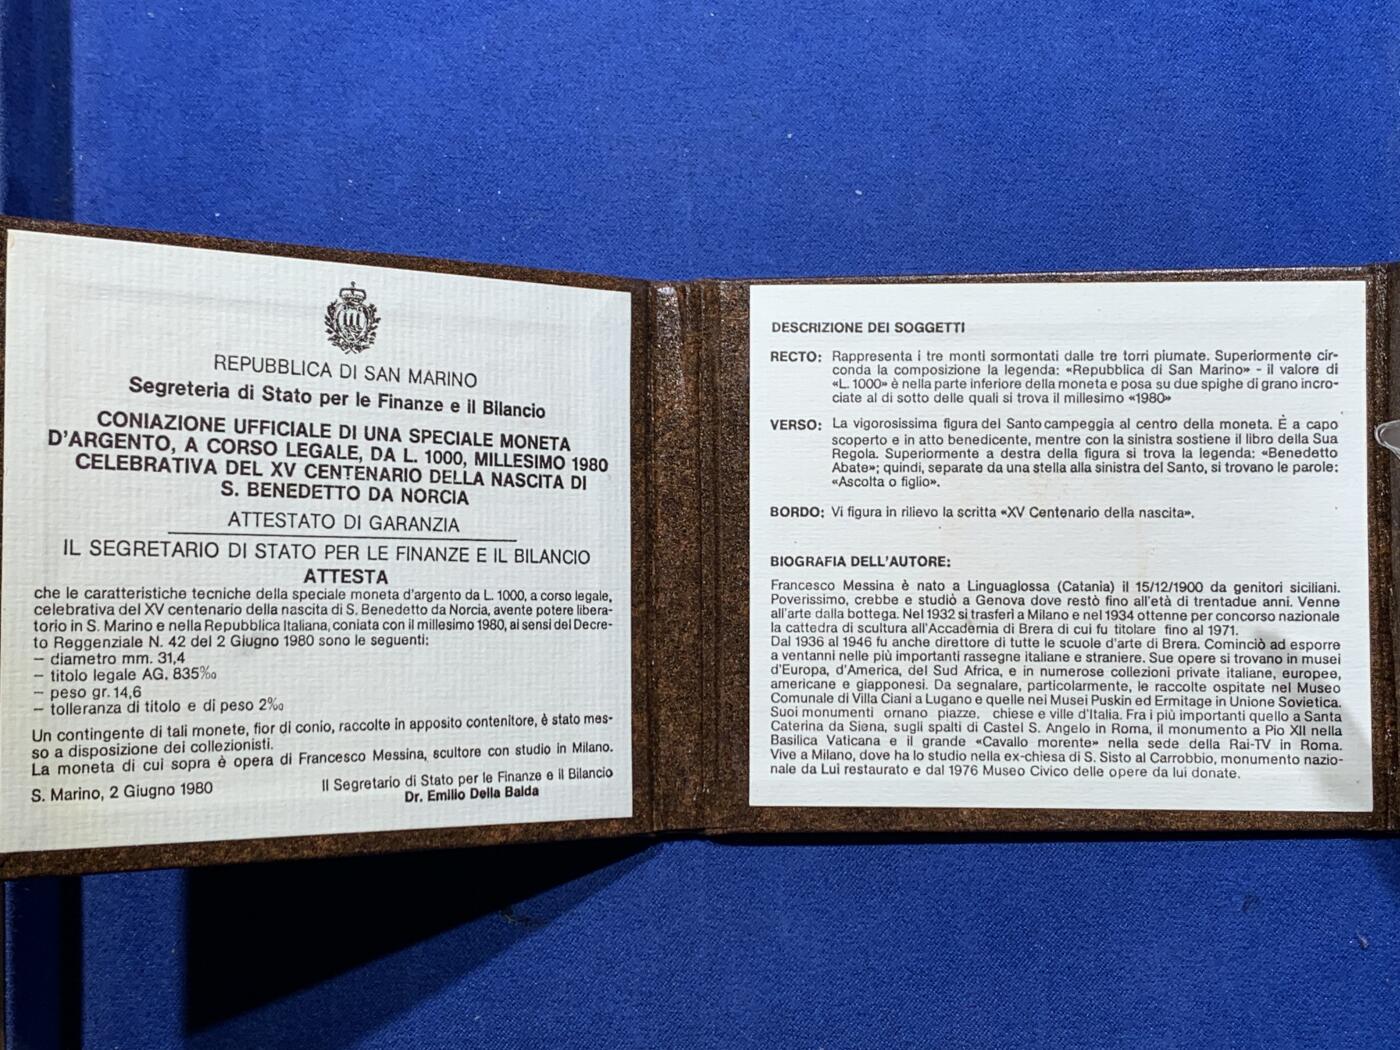 REPUBBLICA DI SAN MARINO
Segreteria di Stato per le Finanze e il Bilancio
CONIAZIONE UFFICIALE DI UNA SPECIALE MONETA
D'ARGENTO, A CORSO LEGALE, DA L. 1000, MILLESIMO 1980
CELEBRATIVA DEL XV CENTENARIO DELLA NASCITA DI
S. BENEDETTO DA NORCIA
ATTESTATO DI GARANZIA
IL SEGRETARIO DI STATO PER LE FINANZE E IL BILANCIO
ATTESTA
che le caratteristiche tecniche della speciale moneta d'argento da L. 1000, a corso legale,
celebrativa del XV centenario della nascita di S. Benedetto da Norcia, avente potere libera-
torio in S. Marino e nella Repubblica Italiana, coniata con il millesimo 1980, ai sensi del Decre-
to Reggenziale N. 42 del 2 Giugno 1980 sono le seguenti:
– diametro mm. 31,4
– titolo legale AG. 835‰
– peso gr. 14,6
– tolleranza di titolo e di peso 2‰
Un contingente di tali monete, fior di conio, raccolte in apposito contenitore, è stato mes-
so a disposizione dei collezionisti.
La moneta di cui sopra è opera di Francesco Messina, scultore con studio in Milano.
S. Marino, 2 Giugno 1980
Il Segretario di Stato per le Finanze e il Bilancio
Dr. Emilio Della Balda
DESCRIZIONE DEI SOGGETTI
RECTO: Rappresenta i tre monti sormontati dalle tre torri piumate. Superiormente cir-
conda la composizione la legenda: «Repubblica di San Marino» - il valore di
«L. 1000» è nella parte inferiore della moneta e posa su due spighe di grano incro-
ciate al di sotto delle quali si trova il millesimo «1980»
VERSO: La vigorosissima figura del Santo campeggia al centro della moneta. È a capo
scoperto e in atto benedicente, mentre con la sinistra sostiene il libro della Sua
Regola. Superiormente a destra della figura si trova la legenda: «Benedetto
Abate»; quindi, separate da una stella alla sinistra del Santo, si trovano le parole:
«Ascolta o figlio».
BORDO: Vi figura in rilievo la scritta «XV Centenario della nascita».
BIOGRAFIA DELL'AUTORE:
Francesco Messina è nato a Linguaglossa (Catania) il 15/12/1900 da genitori siciliani.
Poverissimo, crebbe e studiò a Genova dove restò fino all'età di trentadue anni. Venne
all'arte dalla bottega. Nel 1932 si trasferì a Milano e nel 1934 ottenne per concorso nazionale
la cattedra di scultura all'Accademia di Brera di cui fu titolare fino al 1971.
Dal 1936 al 1946 fu anche direttore di tutte le scuole d'arte di Brera. Cominciò ad esporre
a ventanni nelle più importanti rassegne italiane e straniere. Sue opere si trovano in musei
d'Europa, d'America, del Sud Africa, e in numerose collezioni private italiane, europee,
americane e giapponesi. Da segnalare, particolarmente, le raccolte ospitate nel Museo
Comunale di Villa Ciani a Lugano e quelle nei Musei Puskin ed Ermitage in Unione Sovietica.
Suoi monumenti ornano piazze, chiese e ville d'Italia. Fra i più importanti quello a Santa
Caterina da Siena, sugli spalti di Castel S. Angelo in Roma, il monumento a Pio XII nella
Basilica Vaticana e il grande «Cavallo morente» nella sede della Rai-TV in Roma.
Vive a Milano, dove ha lo studio nella ex-chiesa di S. Sisto al Carrobbio, monumento nazio-
nale da Lui restaurato e dal 1976 Museo Civico delle opere da lui donate.